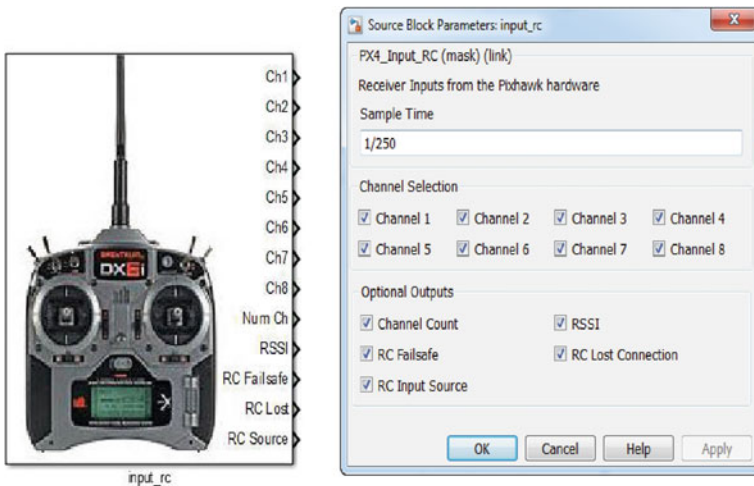 Ch1
Ch2
Ch3
Ch4
Ch5
Ch6
Ch7
Ch8
Num Ch
RSSI
RC Failsafe
RC Lost
RC Source
DX6i
input_rc
Source Block Parameters: input_rc
PX4_Input_RC (mask) (link)
Receiver Inputs from the Pixhawk hardware
Sample Time
1/250
Channel Selection
Channel 1 Channel 2 Channel 3 Channel 4
Channel 5 Channel 6 Channel 7 Channel 8
Optional Outputs
Channel Count RSSI
RC Failsafe RC Lost Connection
RC Input Source
OK Cancel Help Apply